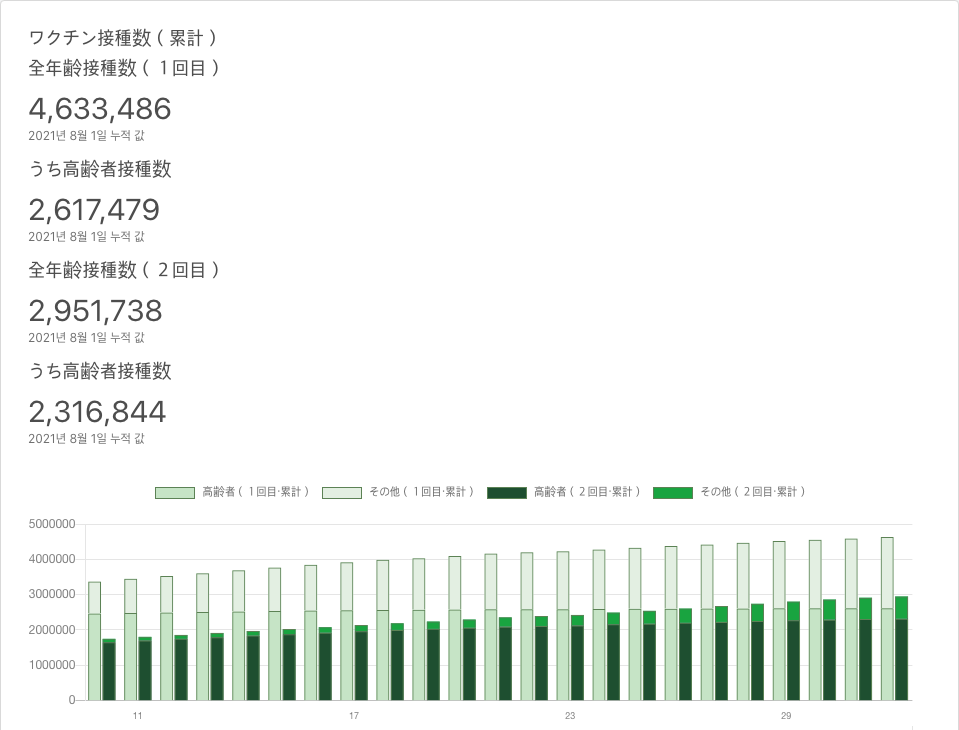 ワクチン接種数(累計)
全年齢接種数(1回目)
4,633,486
2021년 8월 1일 누적 값
うち高齢者接種数
2,617,479
2021년 8월 1일 누적 값
全年齢接種数(2回目)
2,951,738
2021년 8월 1일 누적 값
うち高齢者接種数
2,316,844
2021년 8월 1일 누적 값
高齢者(1回目·累計) その他(1回目·累計) 高齢者(2回目·累計) その他(2回目·累計)
5000000
4000000
3000000
2000000
1000000
0
11 17 23 29